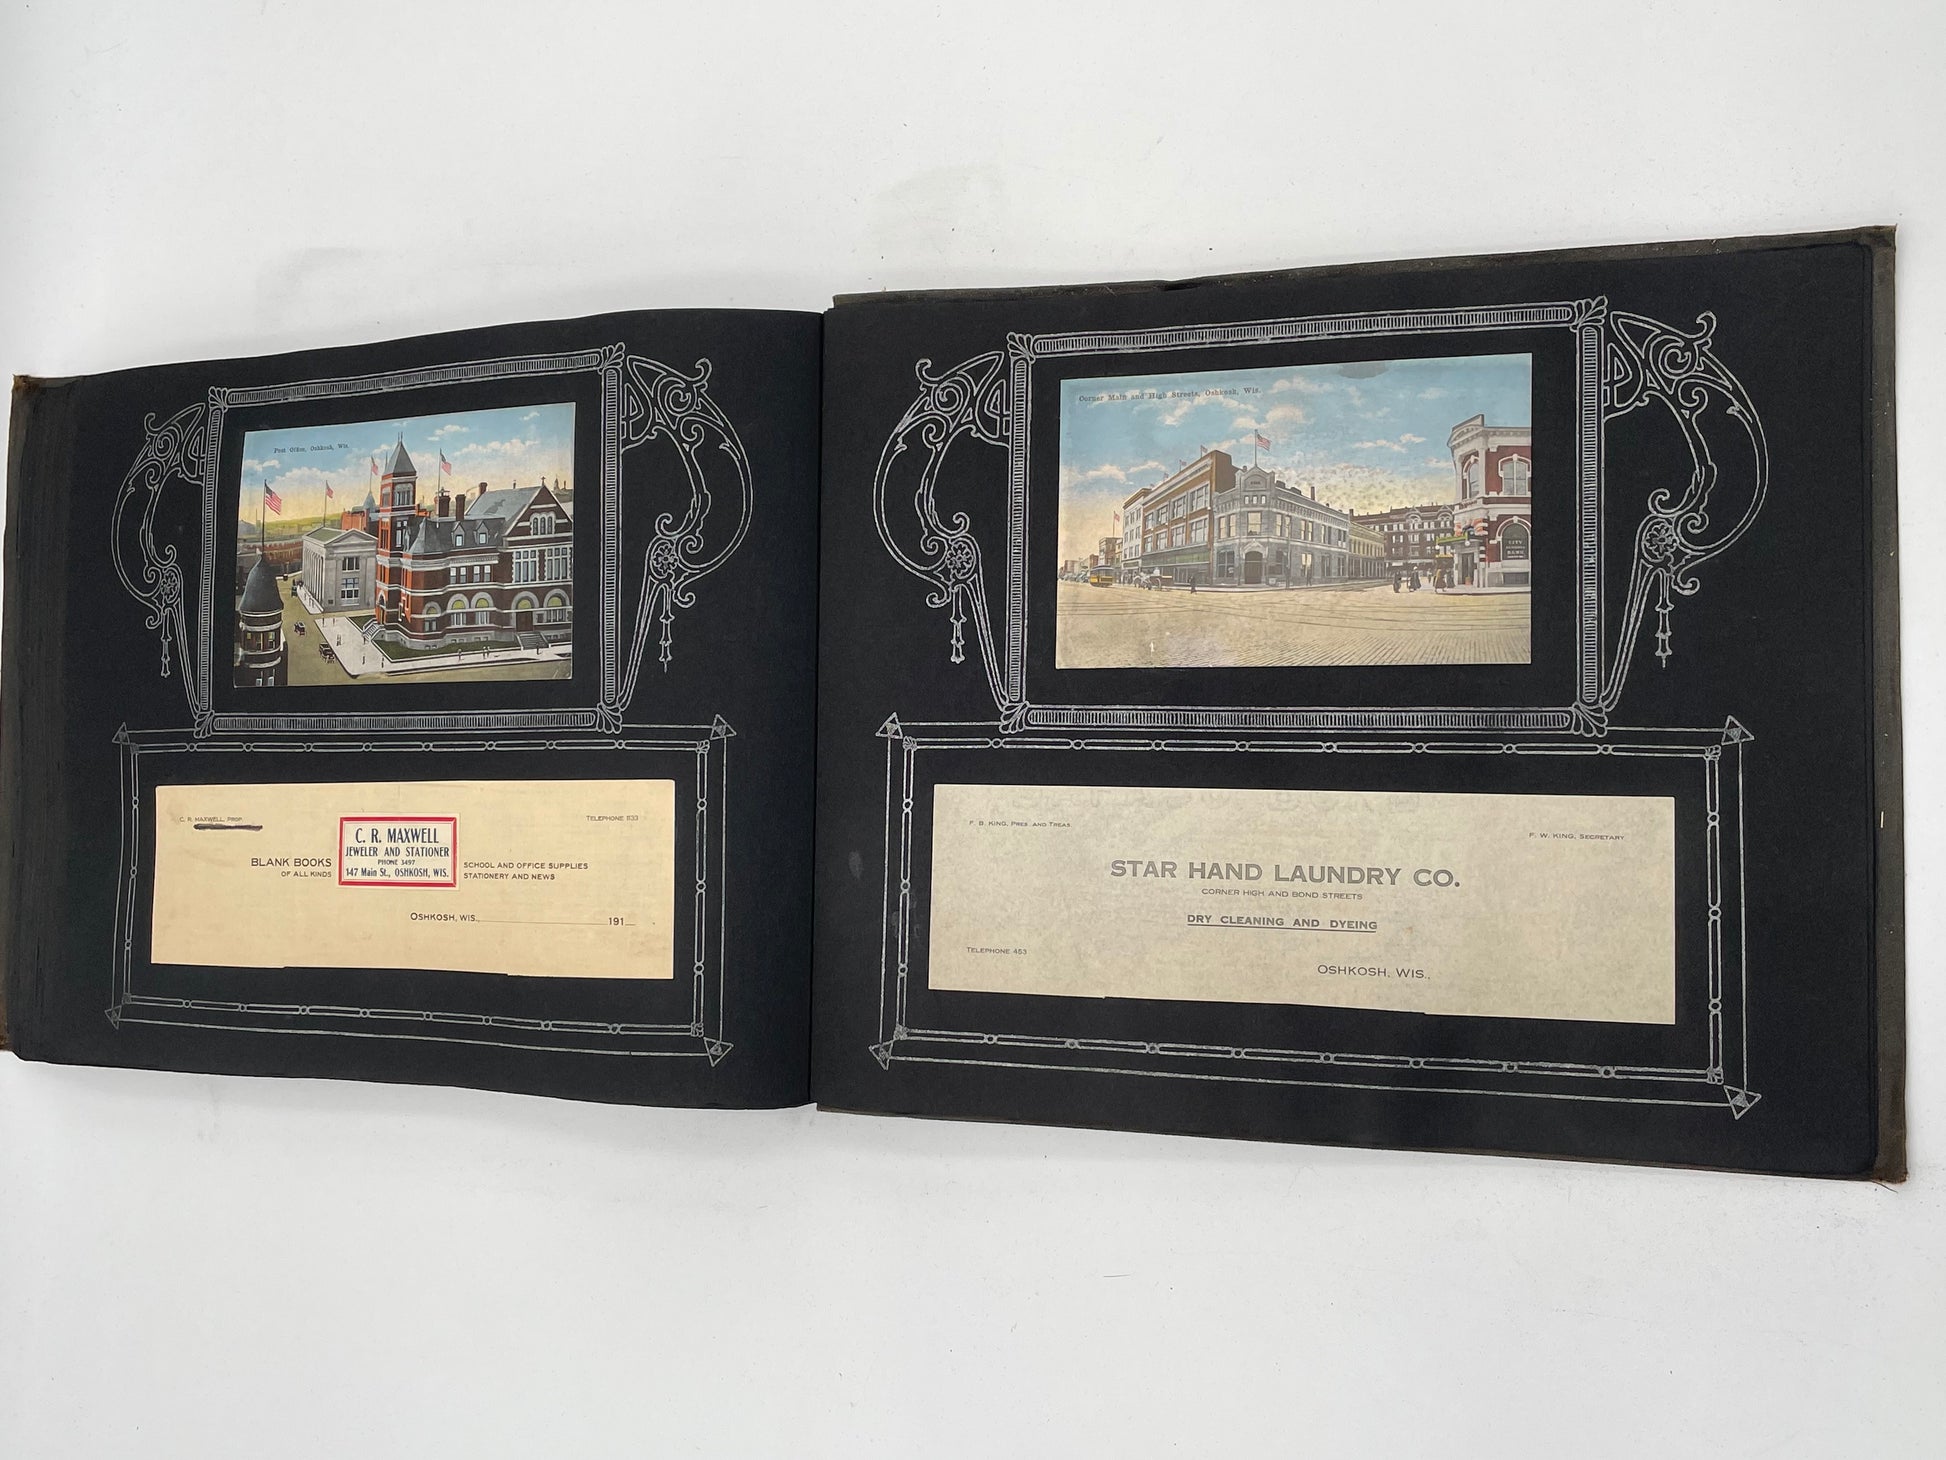 Post Office, Oshkosh, Wis.
C. R. MAXWELL, PROP.
TELEPHONE 1133
C. R. MAXWELL
JEWELER AND STATIONER
PHONE 3497
147 Main St., OSHKOSH, WIS.
BLANK BOOKS
OF ALL KINDS
SCHOOL AND OFFICE SUPPLIES
STATIONERY AND NEWS
OSHKOSH, WIS., 191
Corner Main and High Streets, Oshkosh, Wis.
CITY
BANK
F. B. KING, PRES. AND TREAS.
F. W. KING, SECRETARY
STAR HAND LAUNDRY CO.
CORNER HIGH AND BOND STREETS
DRY CLEANING AND DYEING
TELEPHONE 453
OSHKOSH, WIS.,